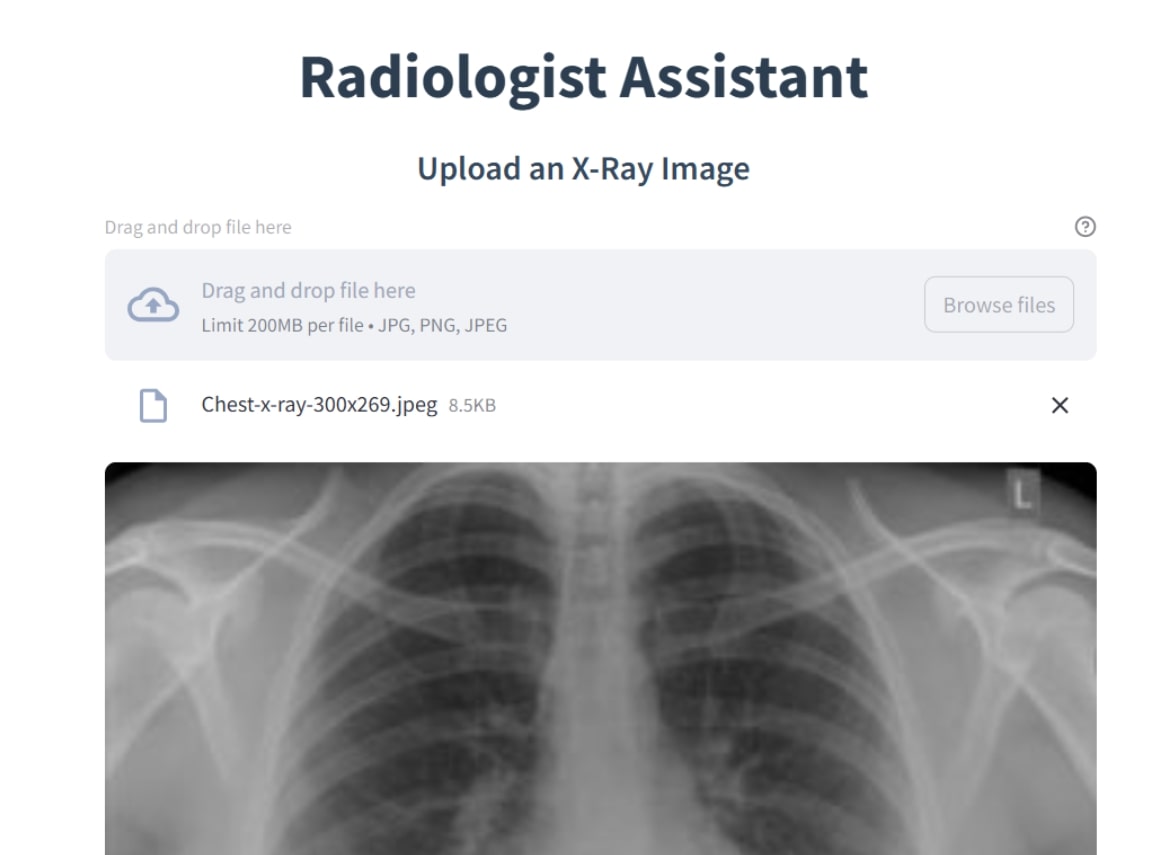 Radiologist Assistant
Upload an X-Ray Image
Drag and drop file here
Drag and drop file here
Browse files
Limit 200MB per file • JPG, PNG, JPEG
Chest-x-ray-300x269.jpeg 8.5KB
L